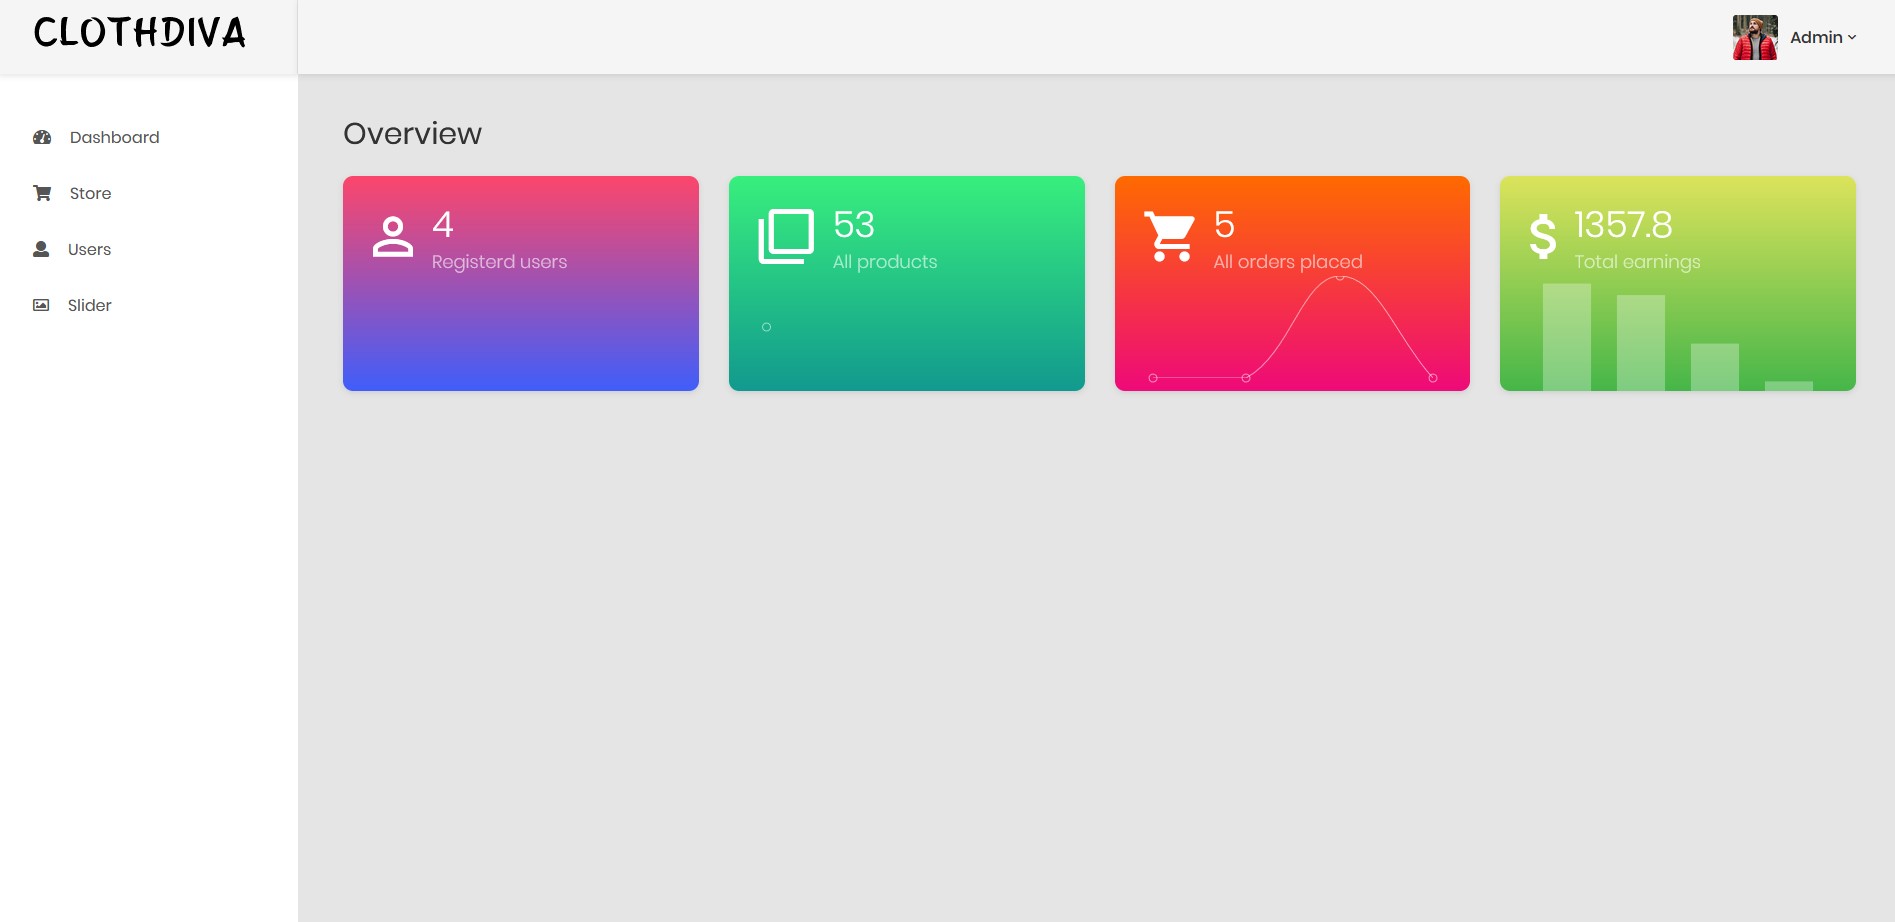 CLOTHDIVA
Admin
Dashboard
Store
Users
Slider
Overview
4
Registerd users
53
All products
5
All orders placed
$ 1357.8
Total earnings